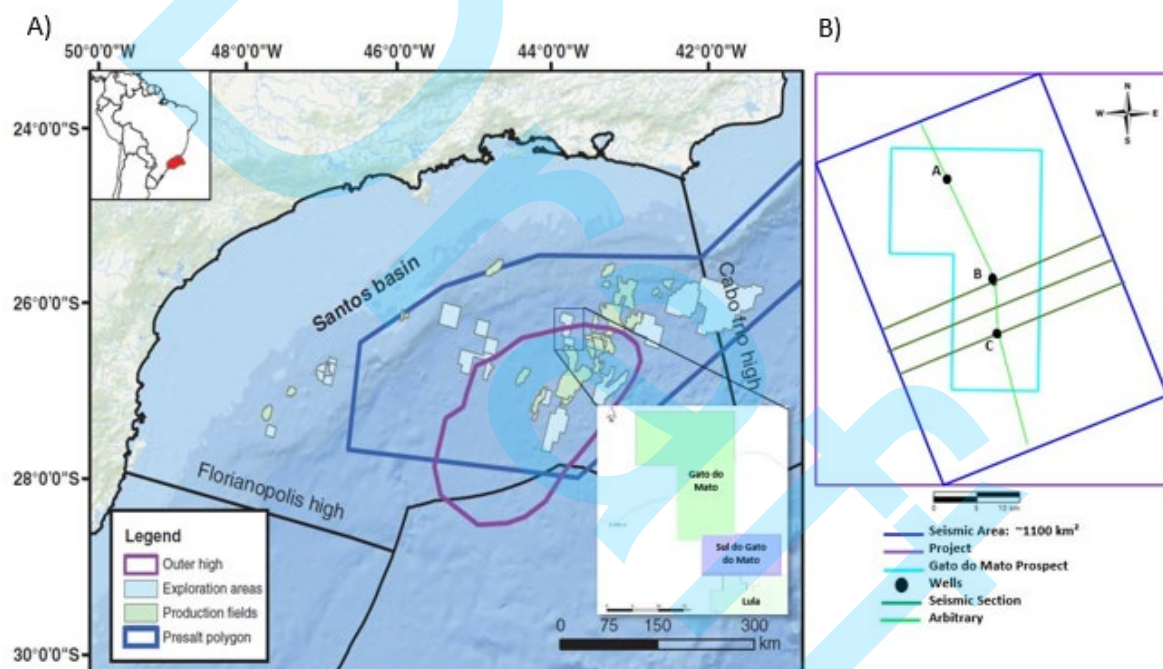 A)
B)
50°0'0"W
46°0'0"W
44°0'0"W
42°0'0"W
24°0'0"S
26°0'0"S
28°0'0"S
30°0'0"S
Santos basin
Cabo frio high
Florianopolis high
Legend
Outer high
Exploration areas
Production fields
Presalt polygon
Gato do
Mato
Sul do Gato
do Mato
Lula
0 75 150 300
km
N
W E
S
A
B
C
0 5 10 km
Seismic Area: ~1100 km²
Project
Gato do Mato Prospect
Wells
Seismic Section
Arbitrary